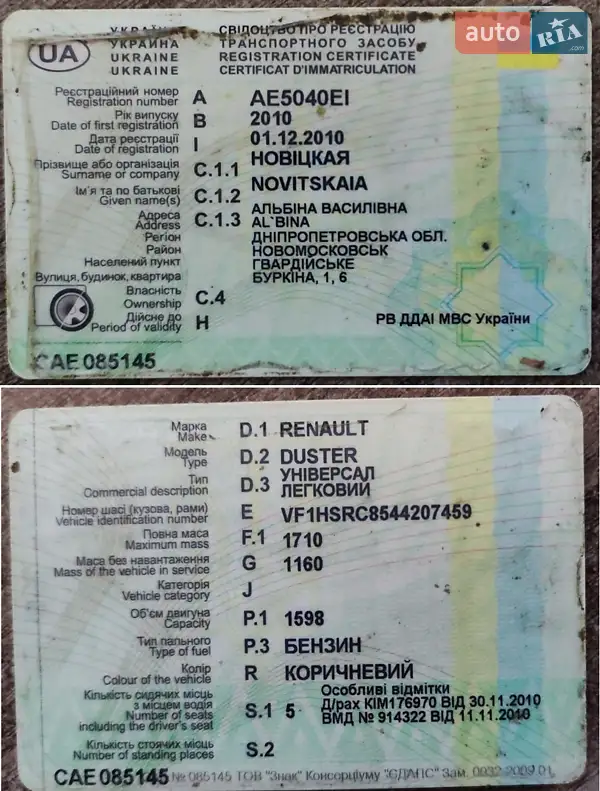 auto RIA .com
UA
УКРАЇНА
УКРАИНА
UKRAINE
UKRAINE
СВІДОЦТВО ПРО РЕЄСТРАЦІЮ
ТРАНСПОРТНОГО ЗАСОБУ
REGISTRATION CERTIFICATE
CERTIFICAT D'IMMATRICULATION
Реєстраційний номер
Registration number A AE5040EI
Рік випуску
Date of first registration B 2010
Дата реєстрації
Date of registration I 01.12.2010
Прізвище або організація НОВІЦКАЯ
Surname or company C.1.1
Ім'я та по батькові NOVITSKAIA
Given name(s) C.1.2
Адреса АЛЬБІНА ВАСИЛІВНА
Address C.1.3 AL`BINA
Регіон ДНІПРОПЕТРОВСЬКА ОБЛ.
Район НОВОМОСКОВСЬК
Населений пункт ГВАРДІЙСЬКЕ
Вулиця, будинок, квартира БУРКІНА, 1, 6
Власність
Ownership C.4
Дійсне до
Period of validity H
РВ ДДАІ МВС України
CAE 085145
Марка
Make D.1 RENAULT
Модель
Type D.2 DUSTER
Тип УНІВЕРСАЛ
Commercial description D.3 ЛЕГКОВИЙ
Номер шасі (кузова, рами)
Vehicle identification number E VF1HSRC8544207459
Повна маса
Maximum mass F.1 1710
Маса без навантаження
Mass of the vehicle in service G 1160
Категорія
Vehicle category J
Об'єм двигуна
Capacity P.1 1598
Тип пального
Type of fuel P.3 БЕНЗИН
Колір
Colour of the vehicle R КОРИЧНЕВИЙ
Кількість сидячих місць
з місцем водія
Number of seats
including the driver's seat S.1 5
Особливі відмітки
Д/рах КІМ176970 ВІД 30.11.2010
ВМД № 914322 ВІД 11.11.2010
Кількість стоячих місць
Number of standing places S.2
CAE 085145 № 085145 ТОВ "Знак" Консорціуму "ЄДАПС" Зам. 0032-2009.01